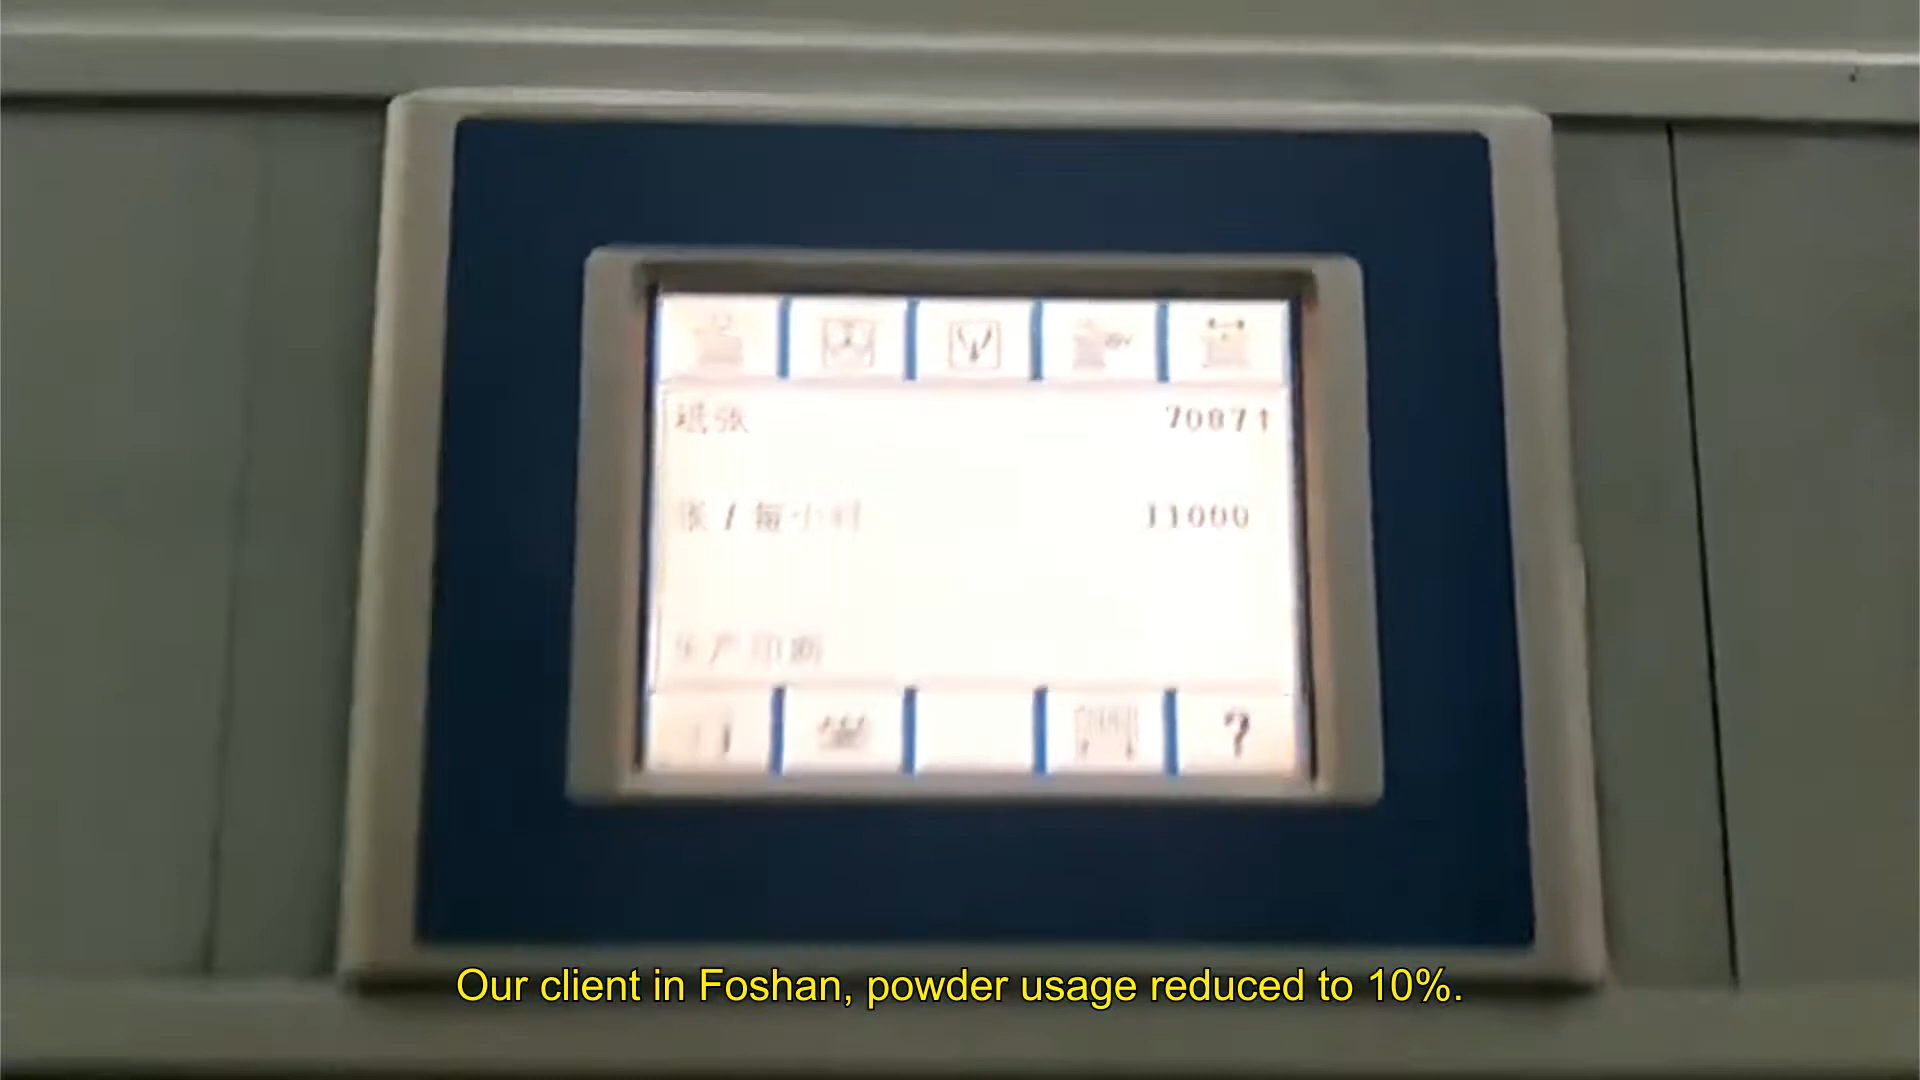 纸张 70871
张 / 每小时 11000
生产印刷
?
Our client in Foshan, powder usage reduced to 10%.